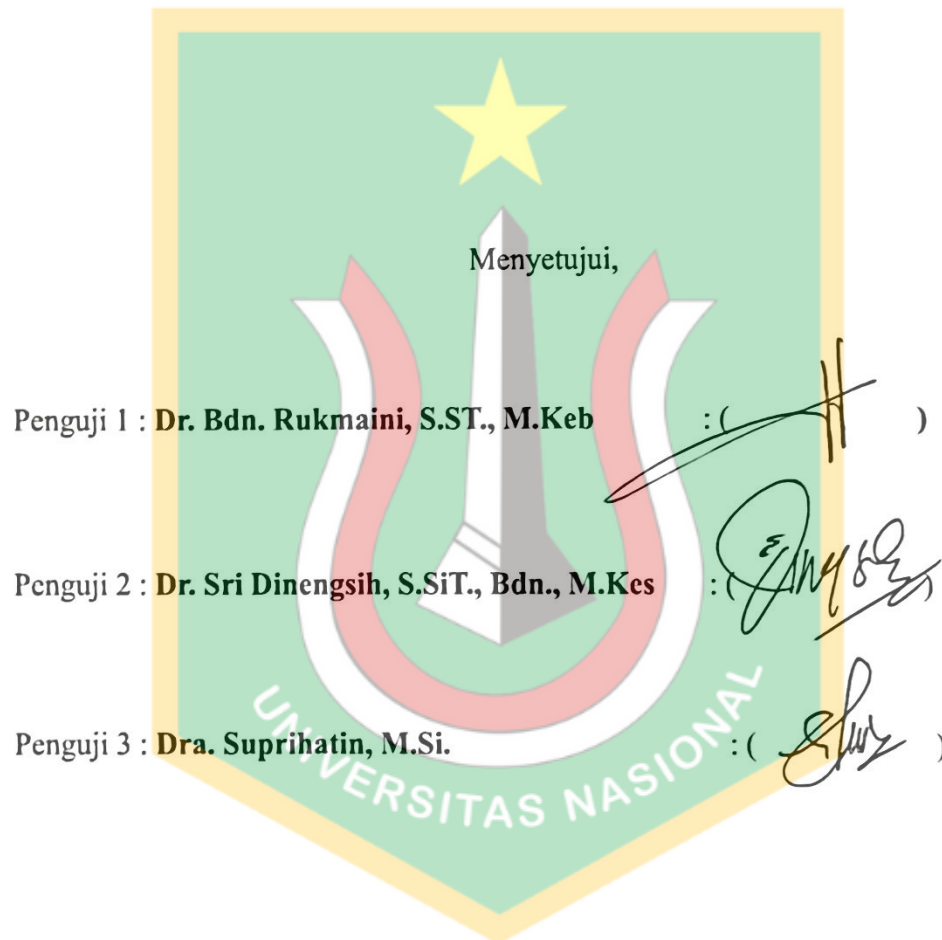 Menyetujui,
Penguji 1 : Dr. Bdn. Rukmaini, S.ST., M.Keb : ( )
Penguji 2 : Dr. Sri Dinengsih, S.SiT., Bdn., M.Kes : ( )
Penguji 3 : Dra. Suprihatin, M.Si. : ( )
UNIVERSITAS NASIONAL